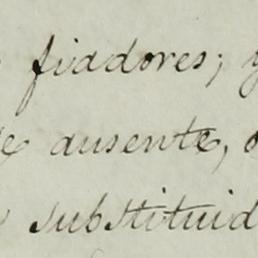 fiadores; y
ausente,
substituid